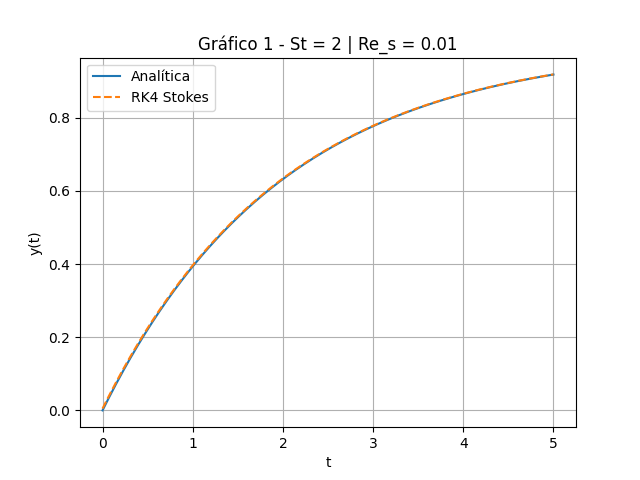 Gráfico 1 - St = 2 | Re_s = 0.01
Analítica
RK4 Stokes
y(t)
0.8
0.6
0.4
0.2
0.0
0 1 2 3 4 5
t